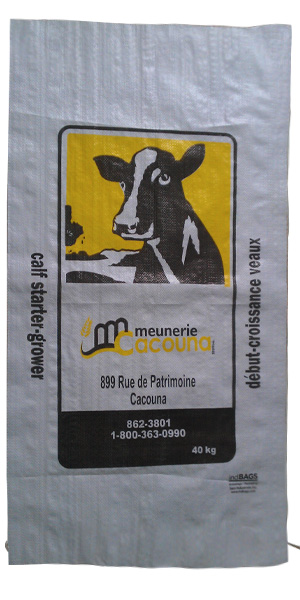 calf starter-grower
début-croissance veaux
meunerie
Cacouna
899 Rue de Patrimoine
Cacouna
862-3801
1-800-363-0990
40 kg
indBAGS